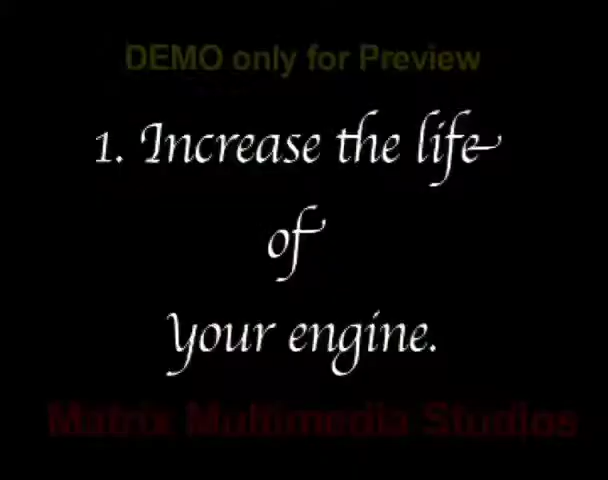 DEMO only for Preview
1. Increase the life
of
your engine.
Matrix Multimedia Studios